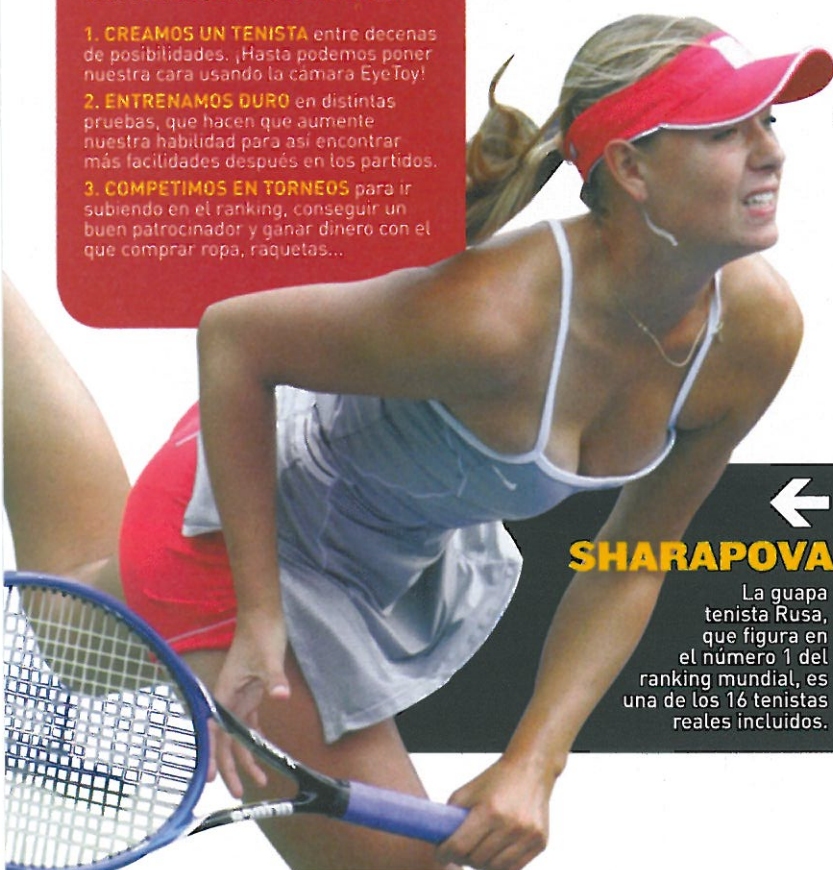 1. CREAMOS UN TENISTA entre decenas
de posibilidades. ¡Hasta podemos poner
nuestra cara usando la cámara EyeToy!
2. ENTRENAMOS DURO en distintas
pruebas, que hacen que aumente
nuestra habilidad para así encontrar
más facilidades después en los partidos.
3. COMPETIMOS EN TORNEOS para ir
subiendo en el ranking, conseguir un
buen patrocinador y ganar dinero con el
que comprar ropa, raquetas...
SHARAPOVA
La guapa
tenista Rusa,
que figura en
el número 1 del
ranking mundial, es
una de los 16 tenistas
reales incluidos.